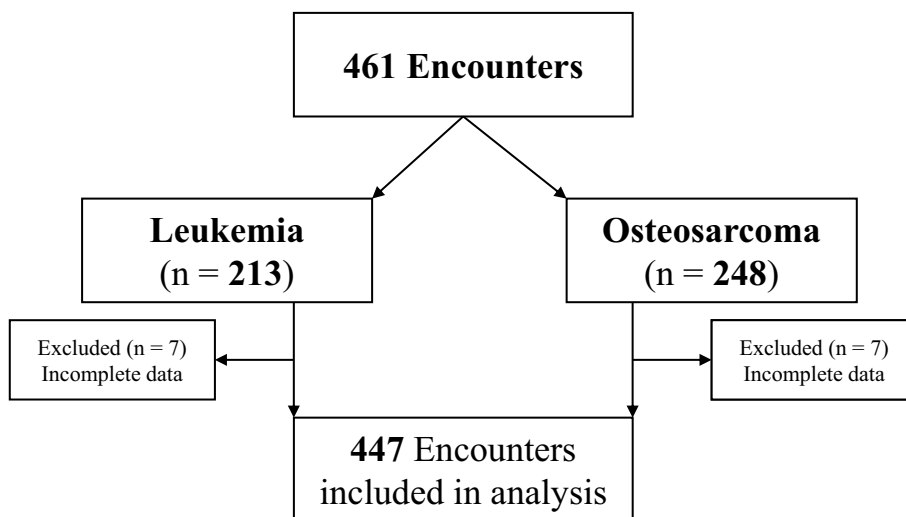 461 Encounters
Leukemia
(n = 213)
Osteosarcoma
(n = 248)
Excluded (n = 7)
Incomplete data
Excluded (n = 7)
Incomplete data
447 Encounters
included in analysis